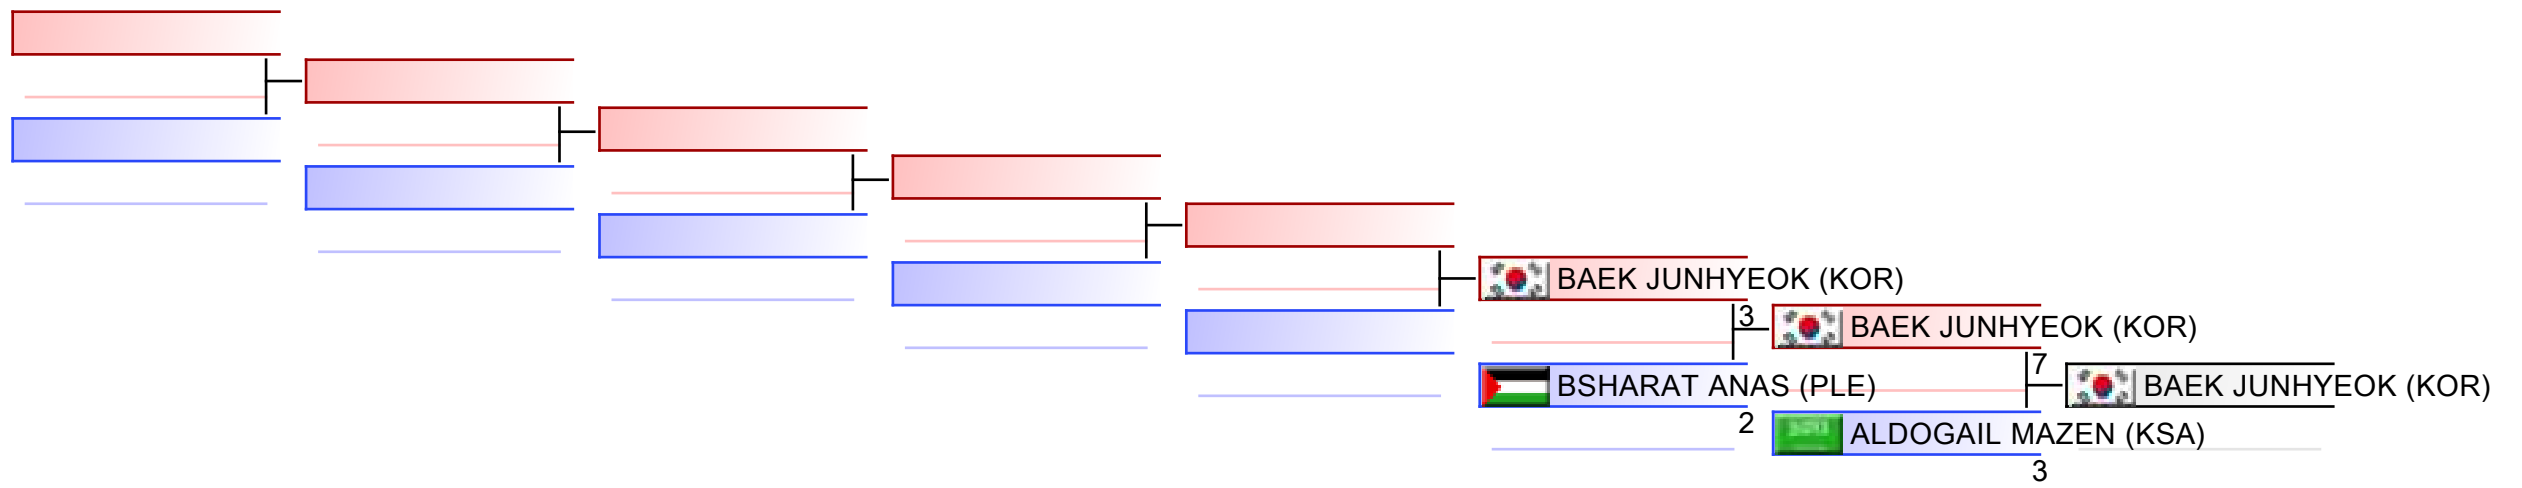 BAEK JUNHYEOK (KOR)
3
BSHARAT ANAS (PLE)
2
BAEK JUNHYEOK (KOR)
7
ALDOGAIL MAZEN (KSA)
3
BAEK JUNHYEOK (KOR)